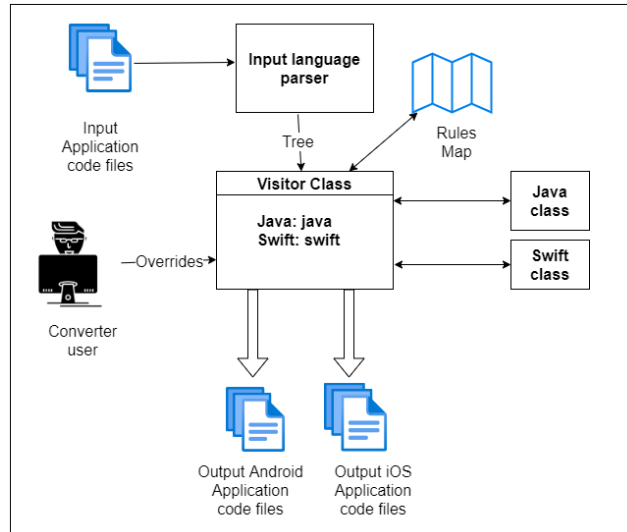 Input language
parser
Input
Application
code files
Tree
Rules
Map
Visitor Class
Java: java
Swift: swift
Java
class
Swift
class
Overrides
Converter
user
Output Android
Application
code files
Output iOS
Application
code files